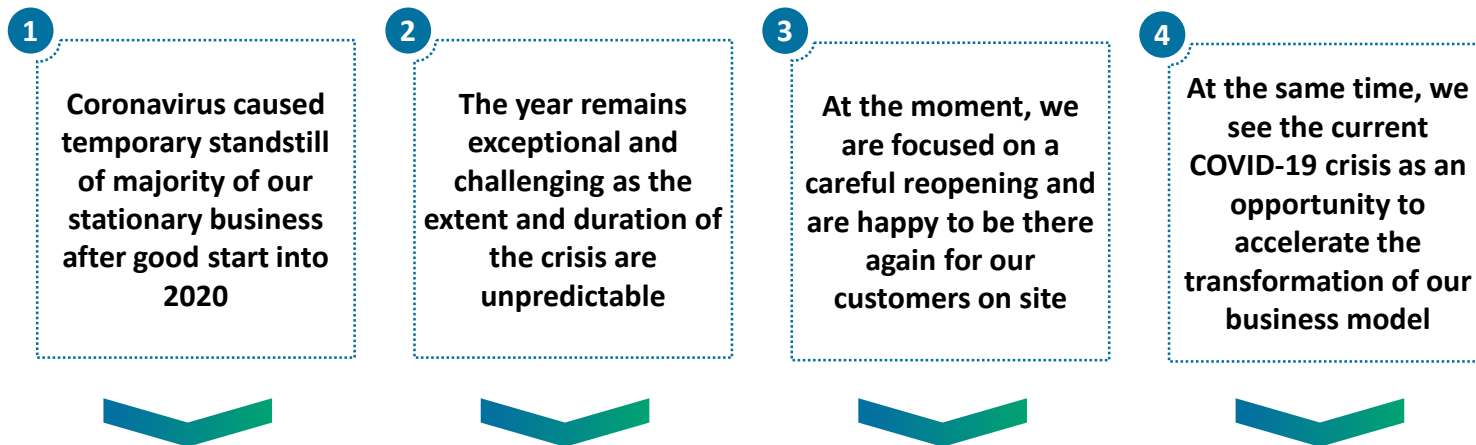 1
Coronavirus caused
temporary standstill
of majority of our
stationary business
after good start into
2020
2
The year remains
exceptional and
challenging as the
extent and duration of
the crisis are
unpredictable
3
At the moment, we
are focused on a
careful reopening and
are happy to be there
again for our
customers on site
4
At the same time, we
see the current
COVID-19 crisis as an
opportunity to
accelerate the
transformation of our
business model